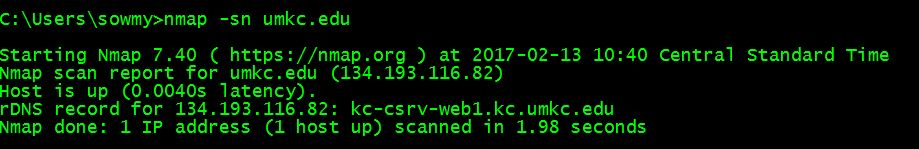 C:\Users\sowmy>nmap -sn umkc.edu
Starting Nmap 7.40 ( https://nmap.org ) at 2017-02-13 10:40 Central Standard Time
Nmap scan report for umkc.edu (134.193.116.82)
Host is up (0.0040s latency).
rDNS record for 134.193.116.82: kc-csrv-web1.kc.umkc.edu
Nmap done: 1 IP address (1 host up) scanned in 1.98 seconds